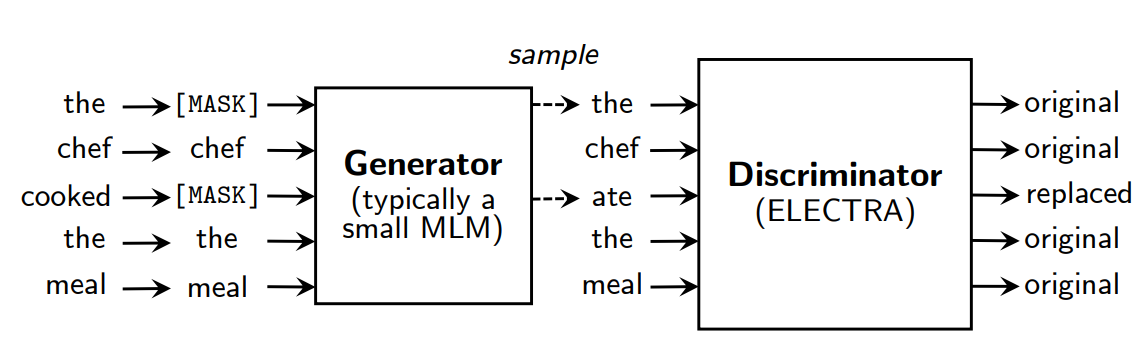 sample
the [MASK] the original
chef chef chef original
cooked [MASK] ate replaced
the the the original
meal meal meal original
Generator
(typically a
small MLM)
Discriminator
(ELECTRA)